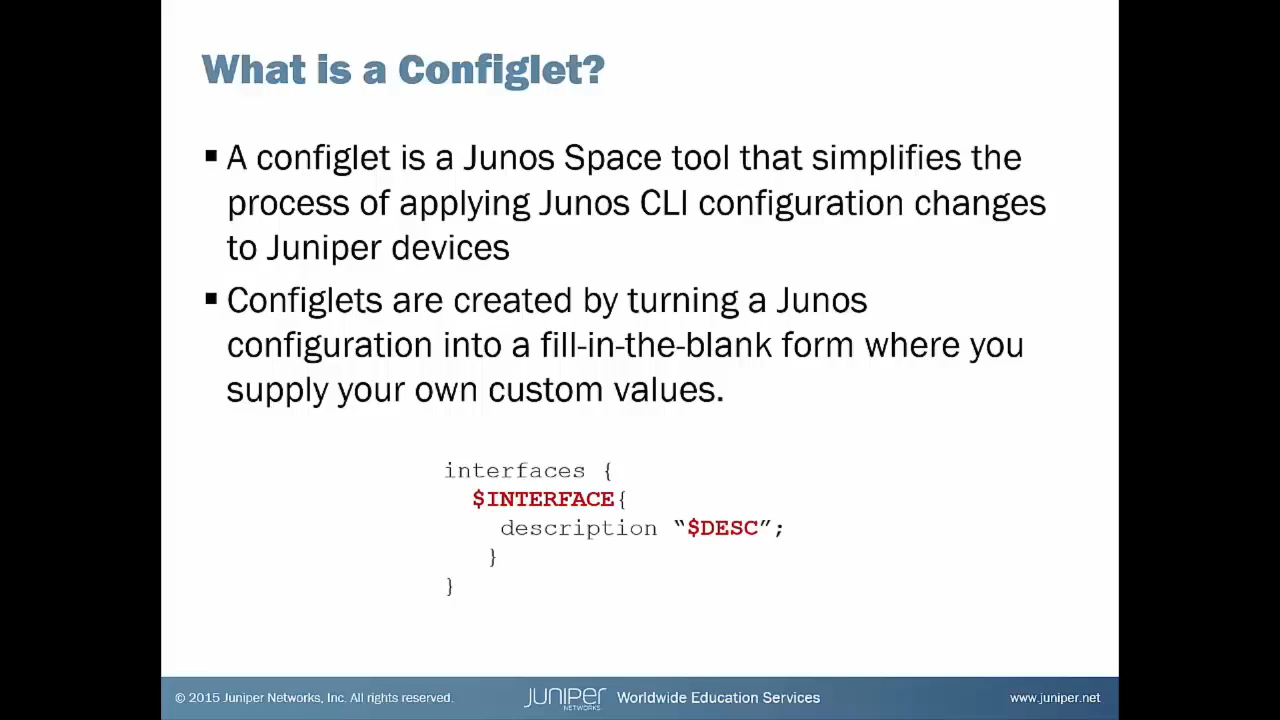 What is a Configlet?
▪ A configlet is a Junos Space tool that simplifies the
process of applying Junos CLI configuration changes
to Juniper devices
▪ Configlets are created by turning a Junos
configuration into a fill-in-the-blank form where you
supply your own custom values.
interfaces {
$INTERFACE{
description “$DESC”;
}
}
© 2015 Juniper Networks, Inc. All rights reserved.
JUNIPER
NETWORKS
Worldwide Education Services
www.juniper.net